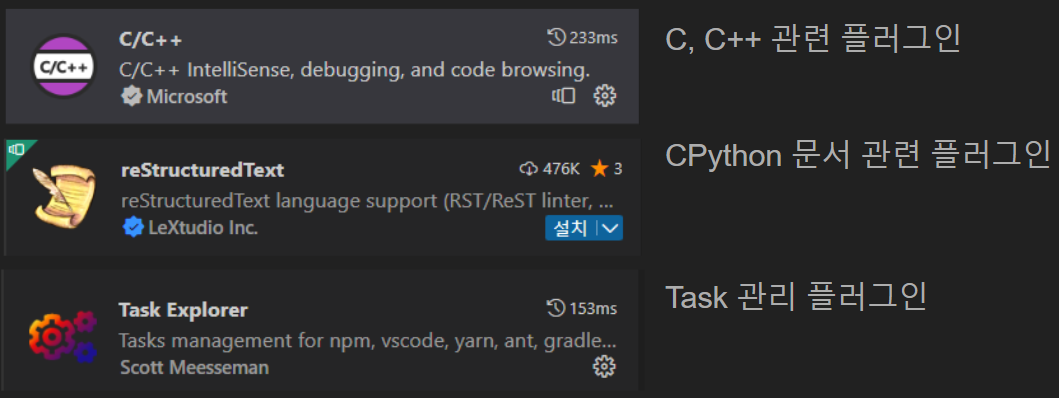 C/C++
C/C++
233ms
C, C++ 관련 플러그인
C/C++ IntelliSense, debugging, and code browsing.
Microsoft
reStructuredText
476K
3
CPython 문서 관련 플러그인
reStructuredText language support (RST/ReST linter, ...
LeXtudio Inc.
설치
Task Explorer
153ms
Task 관리 플러그인
Tasks management for npm, vscode, yarn, ant, gradle...
Scott Meesseman